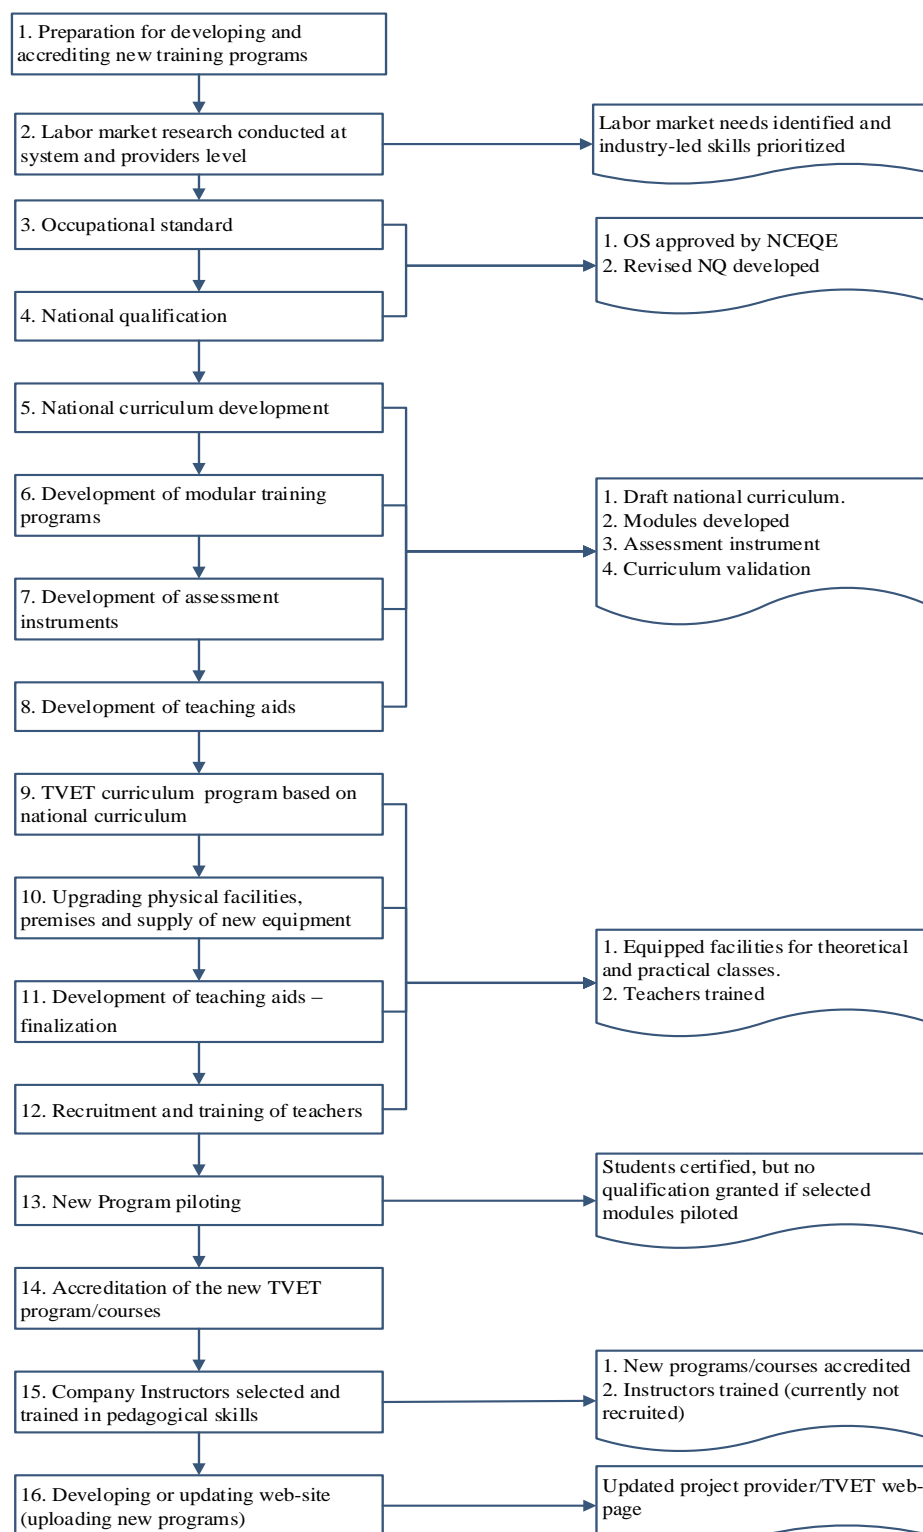 1. Preparation for developing and
accrediting new training programs
2. Labor market research conducted at
system and providers level
Labor market needs identified and
industry-led skills prioritized
3. Occupational standard
1. OS approved by NCEQE
2. Revised NQ developed
4. National qualification
5. National curriculum development
6. Development of modular training
programs
1. Draft national curriculum.
2. Modules developed
3. Assessment instrument
4. Curriculum validation
7. Development of assessment
instruments
8. Development of teaching aids
9. TVET curriculum  program based on
national curriculum
10. Upgrading physical facilities,
premises and supply of new equipment
1. Equipped facilities for theoretical
and practical classes.
2. Teachers trained
11. Development of teaching aids –
finalization
12. Recruitment and training of teachers
13. New Program piloting
Students certified, but no
qualification granted if selected
modules piloted
14. Accreditation of the new TVET
program/courses
15. Company Instructors selected and
trained in pedagogical skills
1. New programs/courses accredited
2. Instructors trained (currently not
recruited)
16. Developing or updating web-site
(uploading new programs)
Updated project provider/TVET web-
page